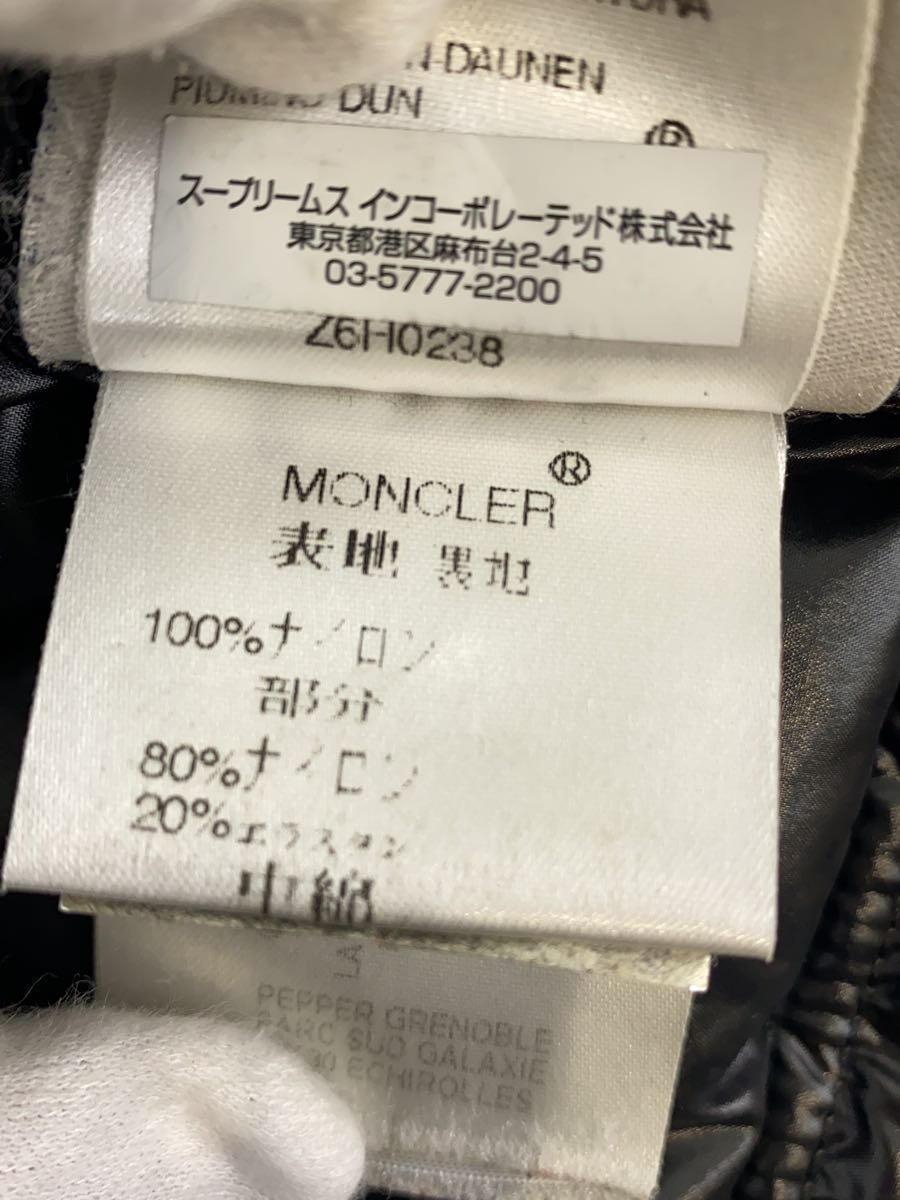 N-DAUNEN
PIUMINO DUN
®
スープリームス インコーポレーテッド株式会社
東京都港区麻布台2-4-5
03-5777-2200
Z6H0238
MONCLER®
表地 裏地
100%ナイロン
部分
80%ナイロン
20%エラスタン
中綿
PEPPER GRENOBLE
PARC SUD GALAXIE
30 ECHIROLLES